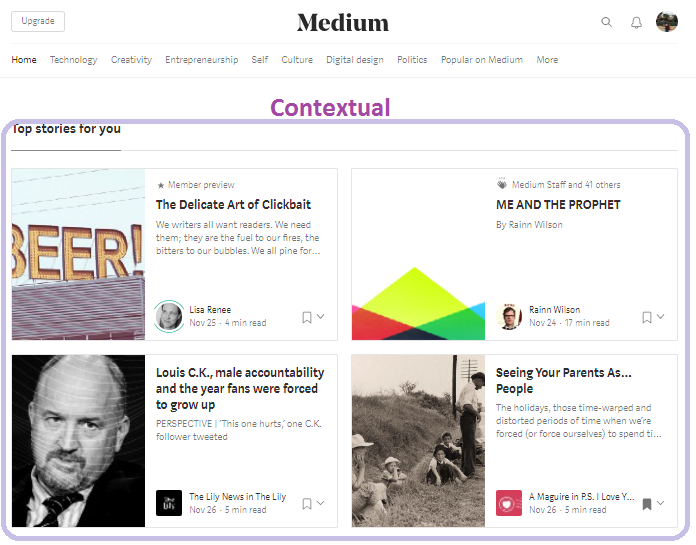 Upgrade
Medium
Home Technology Creativity Entrepreneurship Self Culture Digital design Politics Popular on Medium More
Contextual
Top stories for you
BEER!
Member preview
The Delicate Art of Clickbait
We writers all want readers. We need
them; they are the fuel to our fires, the
bitters to our bubbles. We all pine for...
Lisa Renee
Nov 25 · 4 min read
Medium Staff and 41 others
ME AND THE PROPHET
By Rainn Wilson
Rainn Wilson
Nov 24 · 17 min read
Louis C.K., male accountability
and the year fans were forced
to grow up
PERSPECTIVE | 'This one hurts,' one C.K.
follower tweeted
The Lily
The Lily News in The Lily
Nov 26 · 5 min read
Seeing Your Parents As...
People
The holidays, those time-warped and
distorted periods of time when we're
forced (or force ourselves) to spend ti...
A Maguire in P.S. I Love Y...
Nov 26 · 5 min read